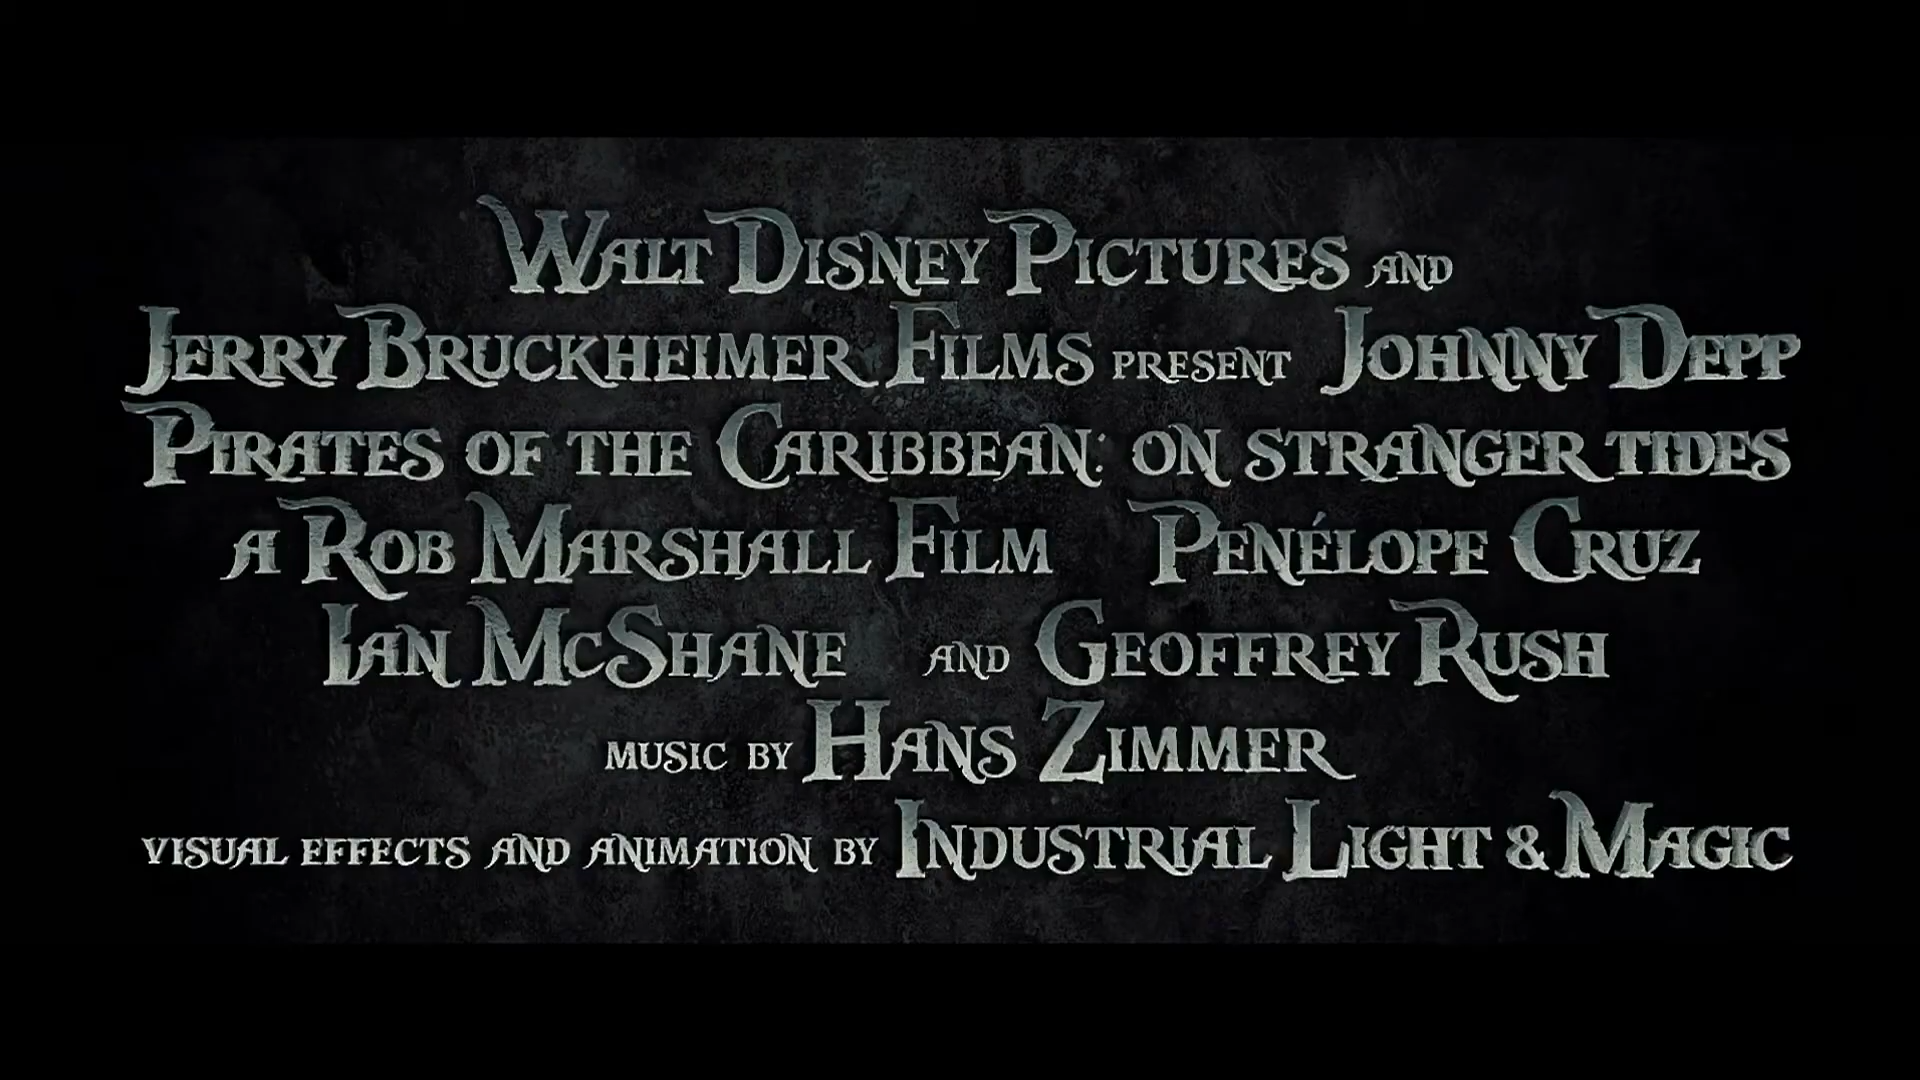 Walt Disney Pictures and
Jerry Bruckheimer Films present Johnny Depp
Pirates of the Caribbean: on stranger tides
a Rob Marshall Film Penélope Cruz
Ian McShane and Geoffrey Rush
music by Hans Zimmer
visual effects and animation by Industrial Light & Magic